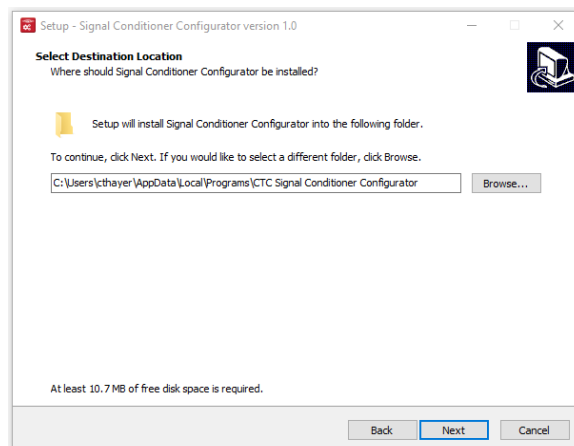 Setup - Signal Conditioner Configurator version 1.0
Select Destination Location
Where should Signal Conditioner Configurator be installed?
Setup will install Signal Conditioner Configurator into the following folder.
To continue, click Next. If you would like to select a different folder, click Browse.
C:\Users\cthayer\AppData\Local\Programs\CTC Signal Conditioner Configurator
Browse...
At least 10.7 MB of free disk space is required.
Back
Next
Cancel